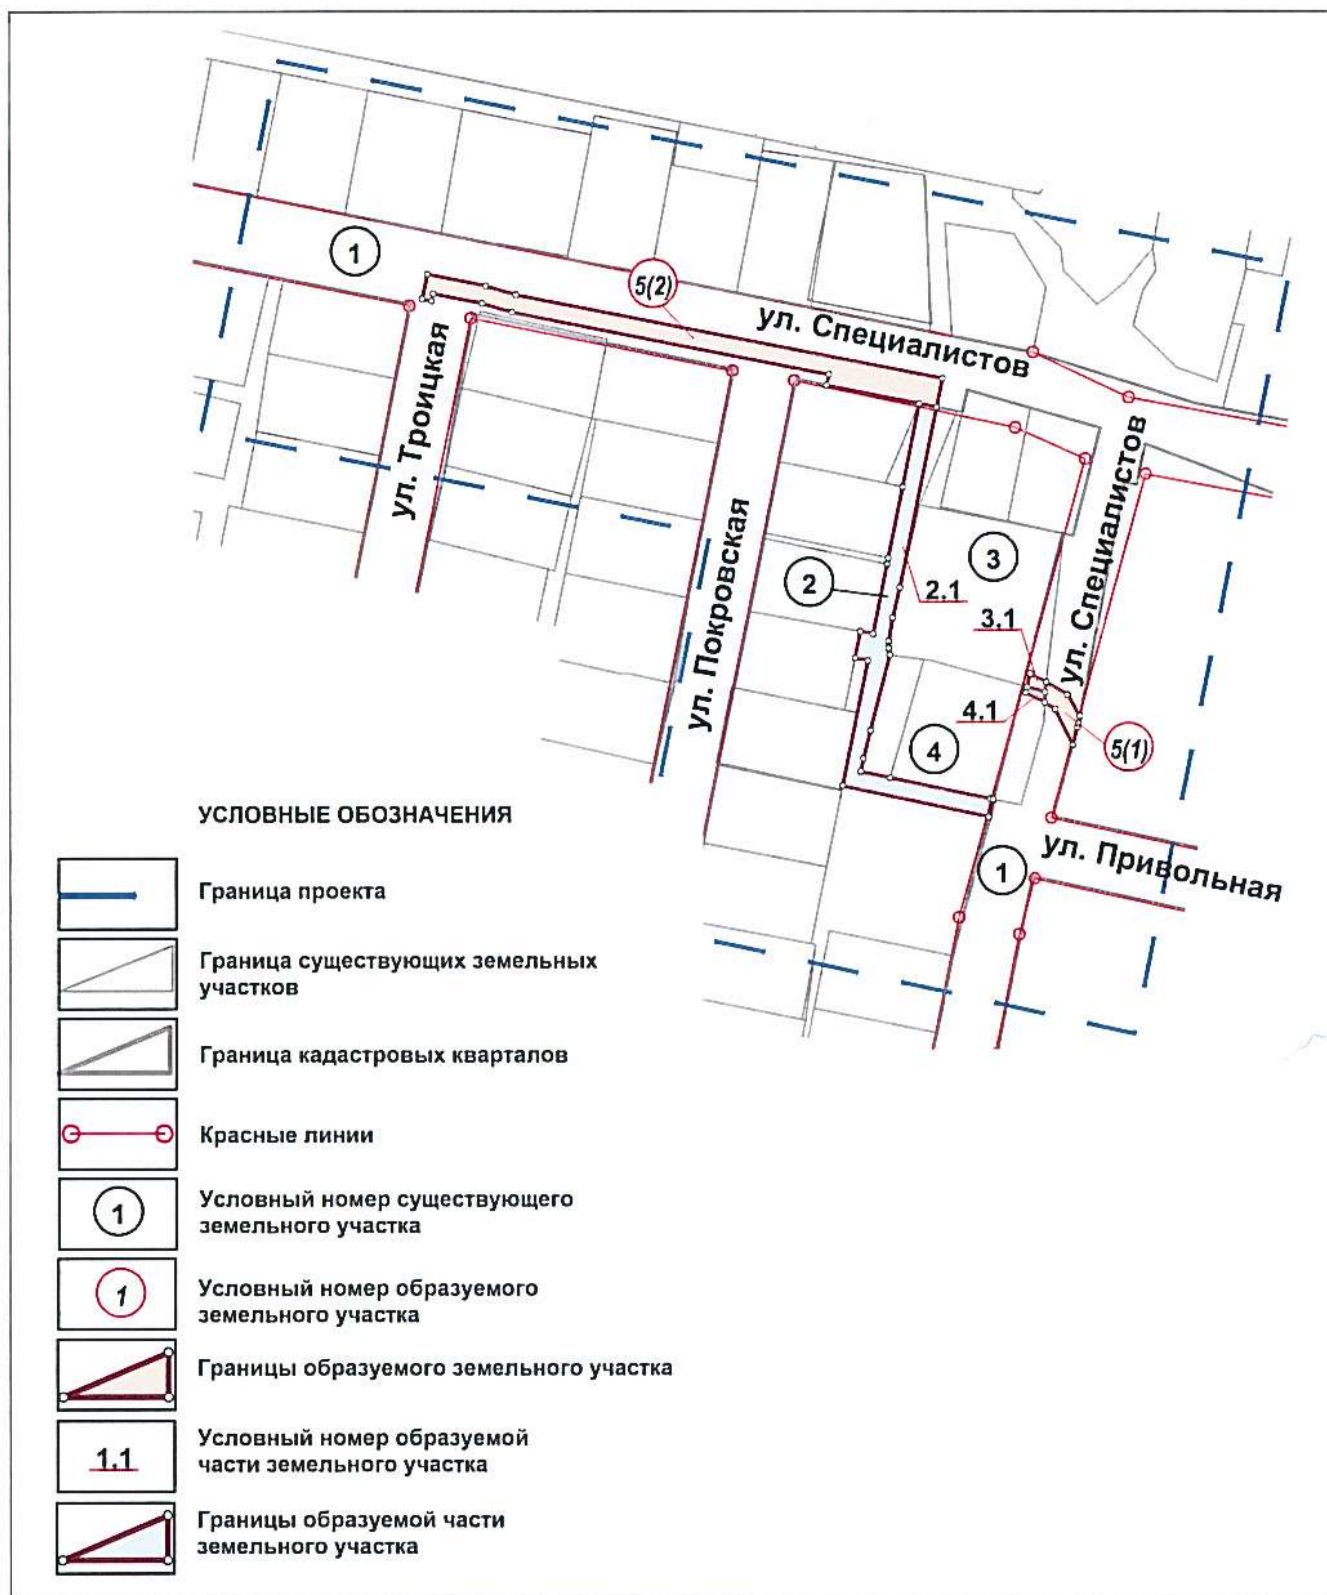 1
5(2)
ул. Специалистов
ул. Троицкая
ул. Покровская
ул. Специалистов
2
3
2.1
3.1
4.1
4
5(1)
ул. Привольная
1
УСЛОВНЫЕ ОБОЗНАЧЕНИЯ
Граница проекта
Граница существующих земельных
участков
Граница кадастровых кварталов
Красные линии
1
Условный номер существующего
земельного участка
1
Условный номер образуемого
земельного участка
Границы образуемого земельного участка
1.1
Условный номер образуемой
части земельного участка
Границы образуемой части
земельного участка